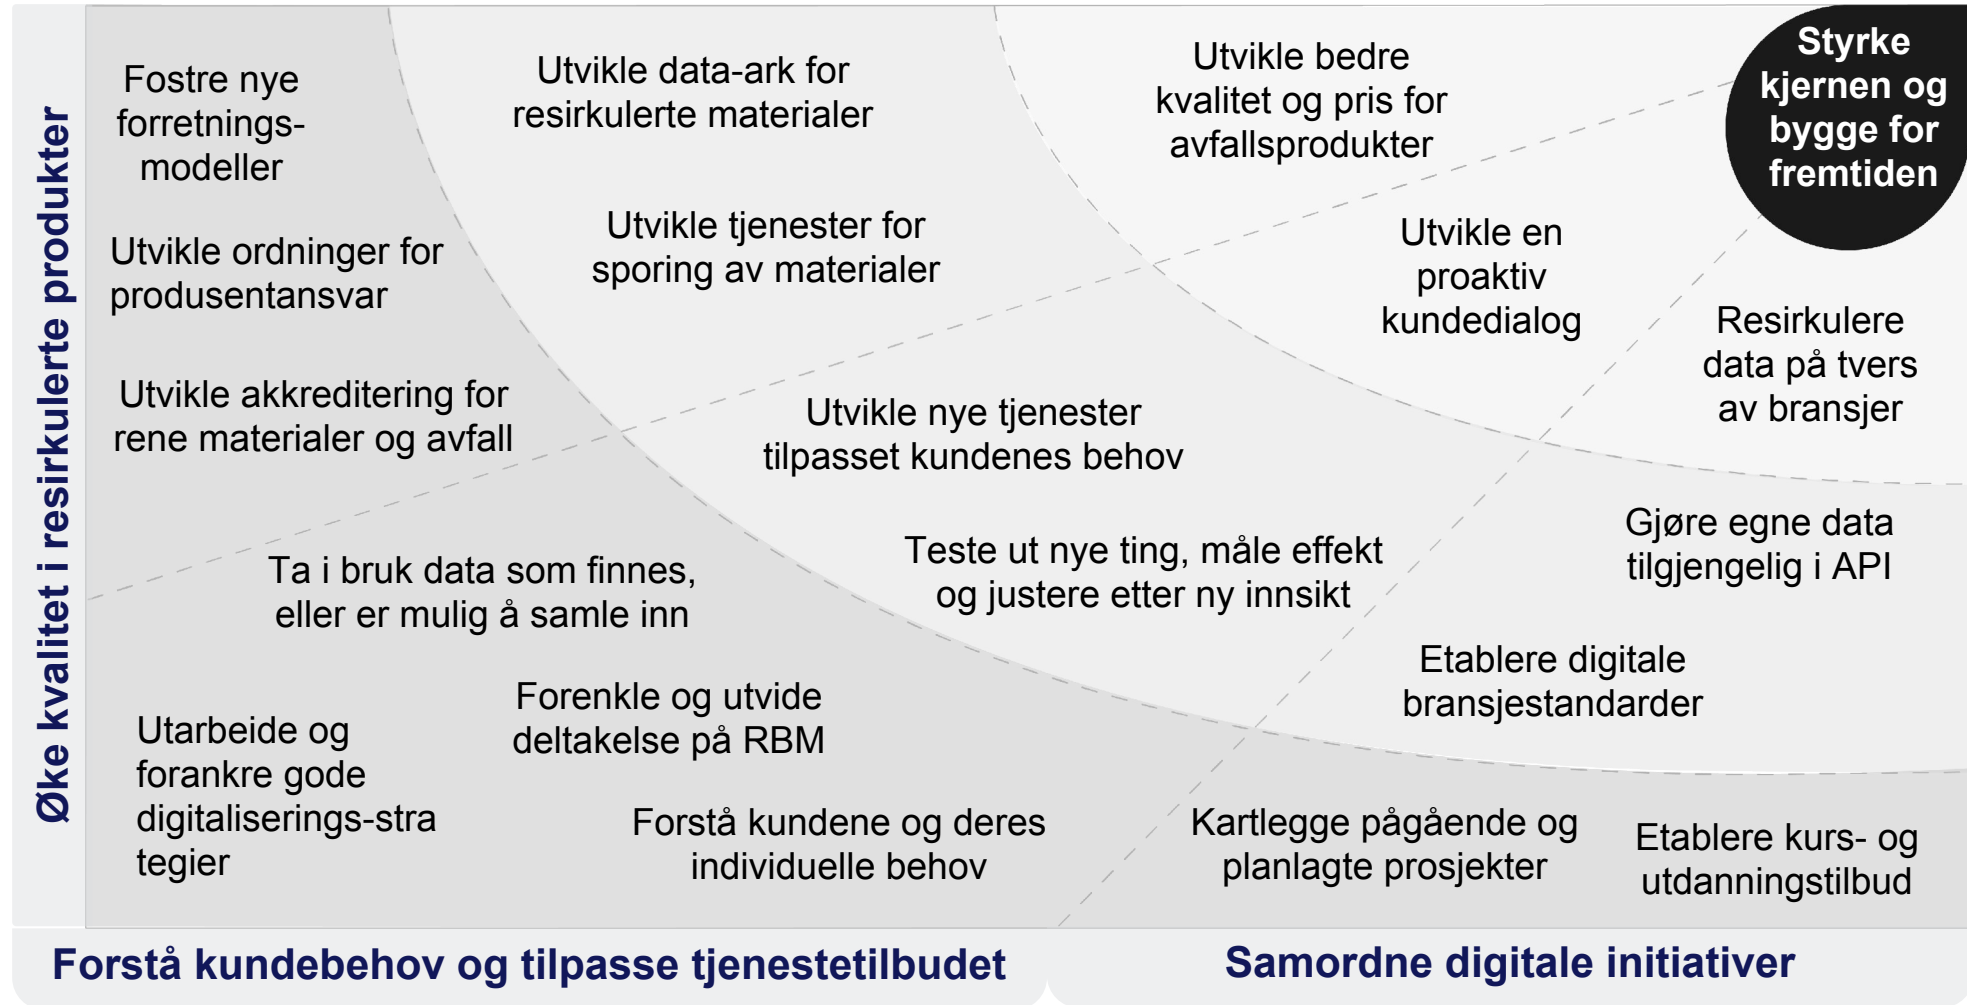 Øke kvalitet i resirkulerte produkter
Fostre nye
forretnings-
modeller
Utvikle ordninger for
produsentansvar
Utvikle akkreditering for
rene materialer og avfall
Utvikle data-ark for
resirkulerte materialer
Utvikle tjenester for
sporing av materialer
Utvikle bedre
kvalitet og pris for
avfallsprodukter
Styrke
kjernen og
bygge for
fremtiden
Utvikle en
proaktiv
kundedialog
Resirkulere
data på tvers
av bransjer
Utvikle nye tjenester
tilpasset kundenes behov
Teste ut nye ting, måle effekt
og justere etter ny innsikt
Gjøre egne data
tilgjengelig i API
Etablere digitale
bransjestandarder
Ta i bruk data som finnes,
eller er mulig å samle inn
Forenkle og utvide
deltakelse på RBM
Utarbeide og
forankre gode
digitaliserings-stra
tegier
Forstå kundene og deres
individuelle behov
Kartlegge pågående og
planlagte prosjekter
Etablere kurs- og
utdanningstilbud
Forstå kundebehov og tilpasse tjenestetilbudet
Samordne digitale initiativer